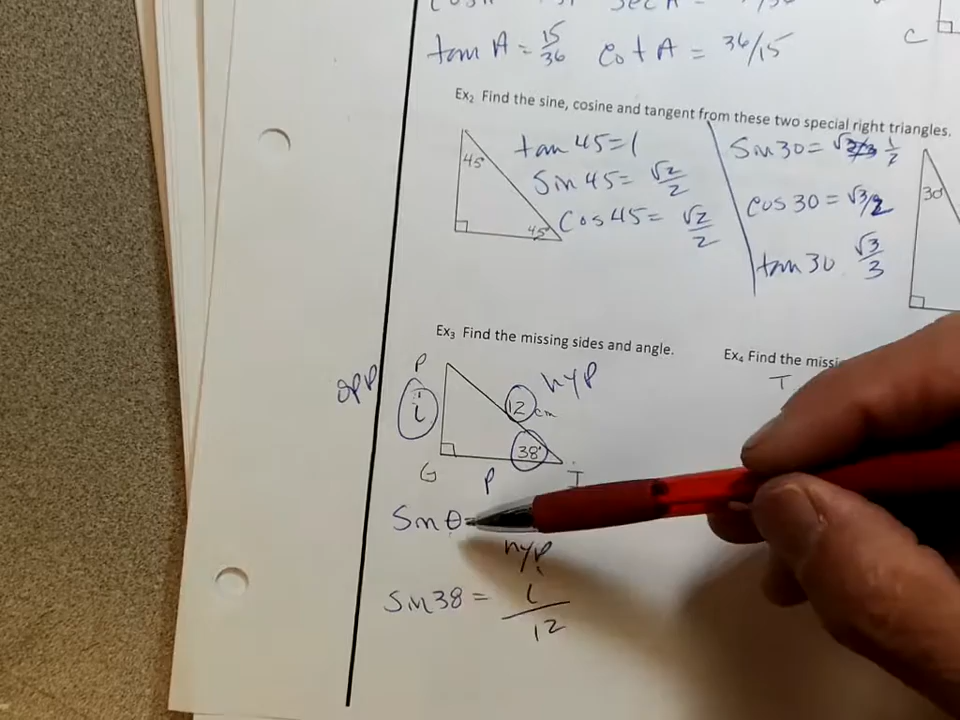 tan A = 15/36 cot A = 36/15
C
Ex2 Find the sine, cosine and tangent from these two special right triangles.
45°
45°
tan 45 = 1
Sin 45 = √2/2
Cos 45 = √2/2
Sin 30 = 1/2
cos 30 = √3/2
tan 30 √3/3
30
Ex3 Find the missing sides and angle.
Ex4 Find the
opp
P
i
12 cm
hyp
38°
G
P
I
T
Sin θ =
hyp
Sin 38 = i/12